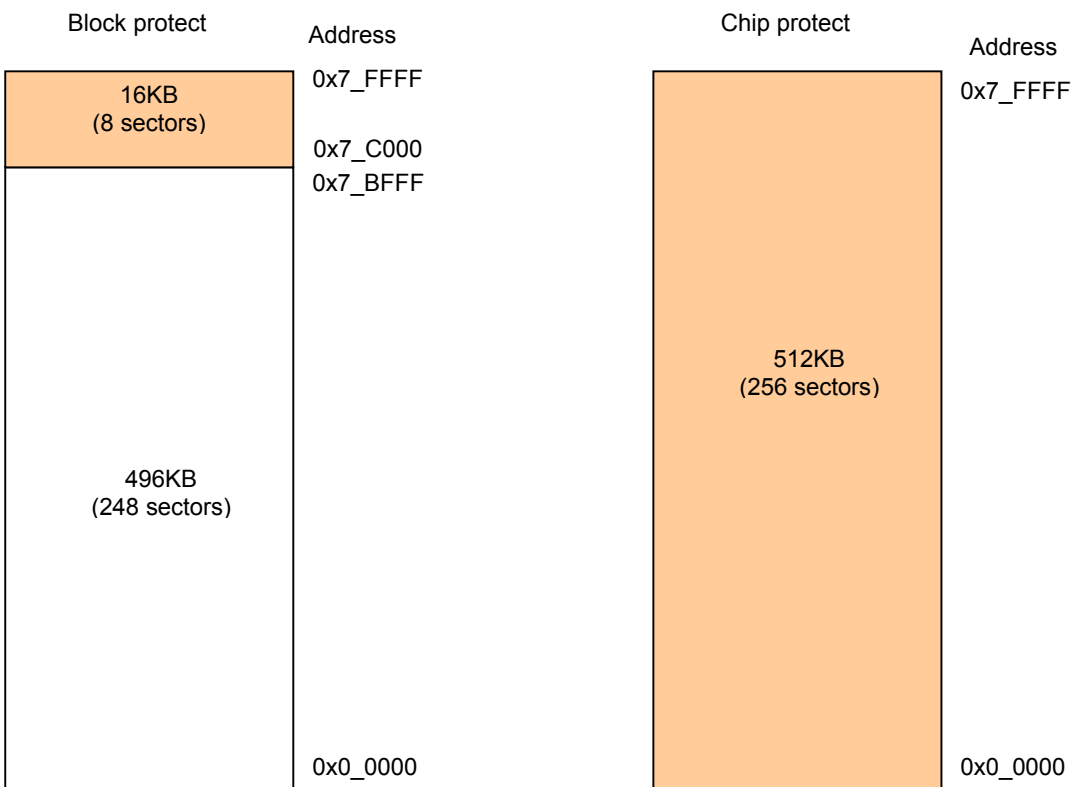 Block protect
Address
0x7_FFFF
16KB
(8 sectors)
0x7_C000
0x7_BFFF
496KB
(248 sectors)
0x0_0000
Chip protect
Address
0x7_FFFF
512KB
(256 sectors)
0x0_0000